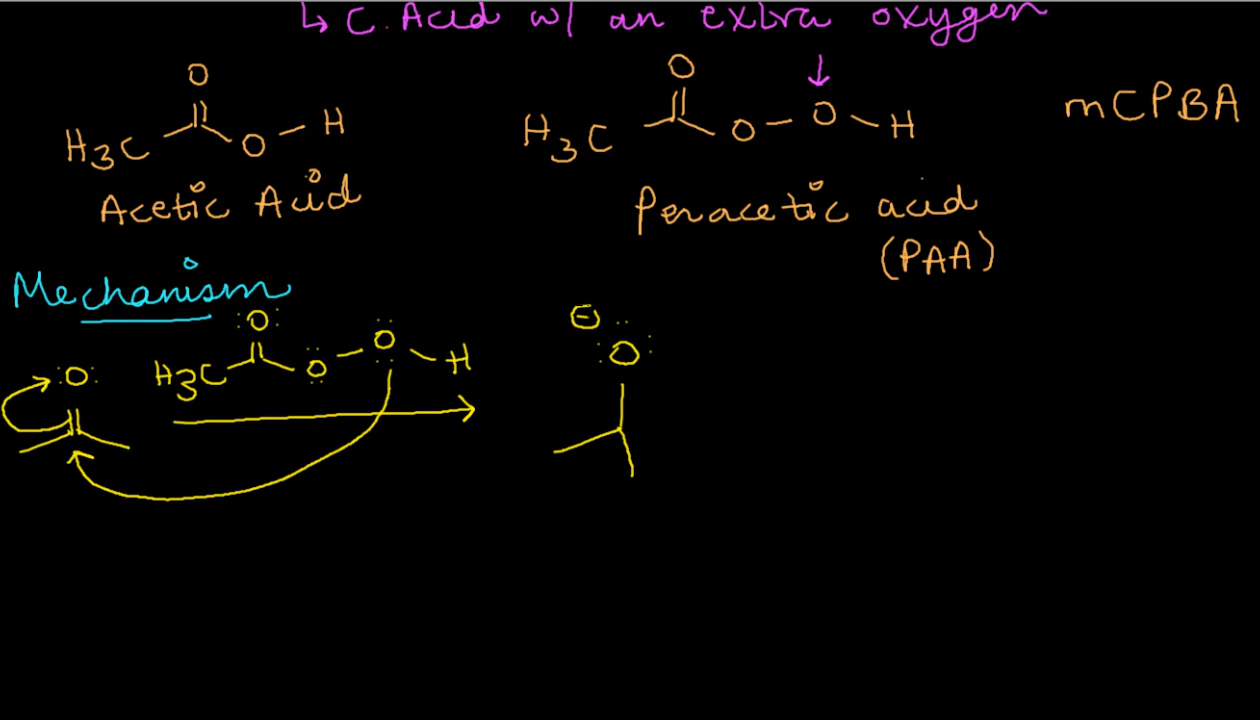 ↳ C. Acid w/ an extra oxygen
O O
H3C O H H3C O O H mCPBA
Acetic Acid Peracetic acid
(PAA)
Mechanism
:O: :O: ⊖
H3C O O H :O: